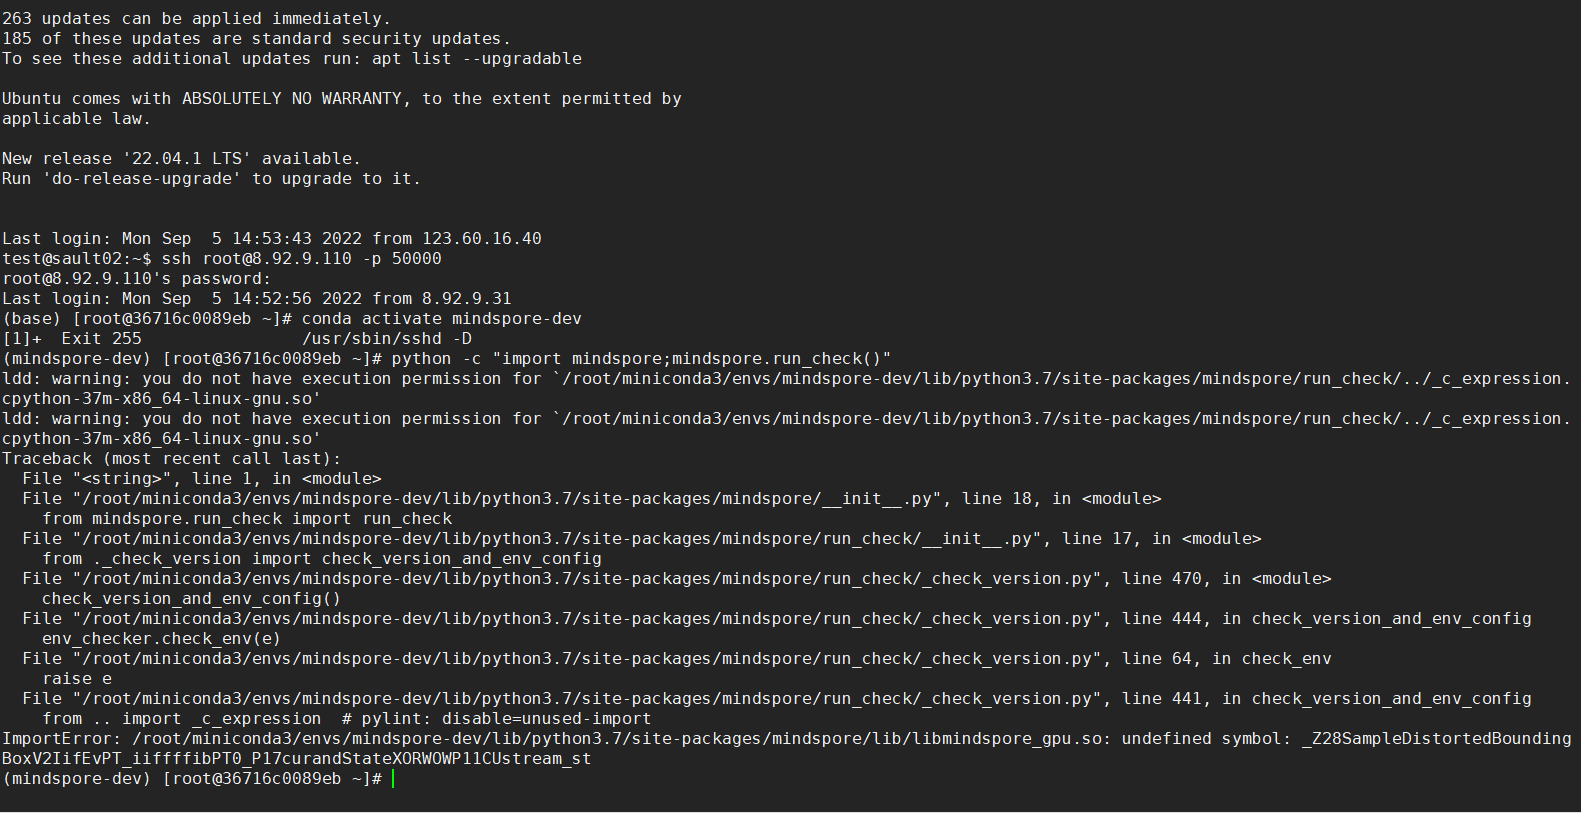 263 updates can be applied immediately.
185 of these updates are standard security updates.
To see these additional updates run: apt list --upgradable
Ubuntu comes with ABSOLUTELY NO WARRANTY, to the extent permitted by
applicable law.
New release '22.04.1 LTS' available.
Run 'do-release-upgrade' to upgrade to it.
Last login: Mon Sep  5 14:53:43 2022 from 123.60.16.40
test@sault02:~$ ssh root@8.92.9.110 -p 50000
root@8.92.9.110's password:
Last login: Mon Sep  5 14:52:56 2022 from 8.92.9.31
(base) [root@36716c0089eb ~]# conda activate mindspore-dev
[1]+  Exit 255                /usr/sbin/sshd -D
(mindspore-dev) [root@36716c0089eb ~]# python -c "import mindspore;mindspore.run_check()"
ldd: warning: you do not have execution permission for `/root/miniconda3/envs/mindspore-dev/lib/python3.7/site-packages/mindspore/run_check/../_c_expression.
cpython-37m-x86_64-linux-gnu.so'
ldd: warning: you do not have execution permission for `/root/miniconda3/envs/mindspore-dev/lib/python3.7/site-packages/mindspore/run_check/../_c_expression.
cpython-37m-x86_64-linux-gnu.so'
Traceback (most recent call last):
  File "<string>", line 1, in <module>
  File "/root/miniconda3/envs/mindspore-dev/lib/python3.7/site-packages/mindspore/__init__.py", line 18, in <module>
    from mindspore.run_check import run_check
  File "/root/miniconda3/envs/mindspore-dev/lib/python3.7/site-packages/mindspore/run_check/__init__.py", line 17, in <module>
    from ._check_version import check_version_and_env_config
  File "/root/miniconda3/envs/mindspore-dev/lib/python3.7/site-packages/mindspore/run_check/_check_version.py", line 470, in <module>
    check_version_and_env_config()
  File "/root/miniconda3/envs/mindspore-dev/lib/python3.7/site-packages/mindspore/run_check/_check_version.py", line 444, in check_version_and_env_config
    env_checker.check_env(e)
  File "/root/miniconda3/envs/mindspore-dev/lib/python3.7/site-packages/mindspore/run_check/_check_version.py", line 64, in check_env
    raise e
  File "/root/miniconda3/envs/mindspore-dev/lib/python3.7/site-packages/mindspore/run_check/_check_version.py", line 441, in check_version_and_env_config
    from .. import _c_expression  # pylint: disable=unused-import
ImportError: /root/miniconda3/envs/mindspore-dev/lib/python3.7/site-packages/mindspore/lib/libmindspore_gpu.so: undefined symbol: _Z28SampleDistortedBounding
BoxV2IifEvPT_iiffffibPT0_P17curandStateXORWOWP11CUstream_st
(mindspore-dev) [root@36716c0089eb ~]#